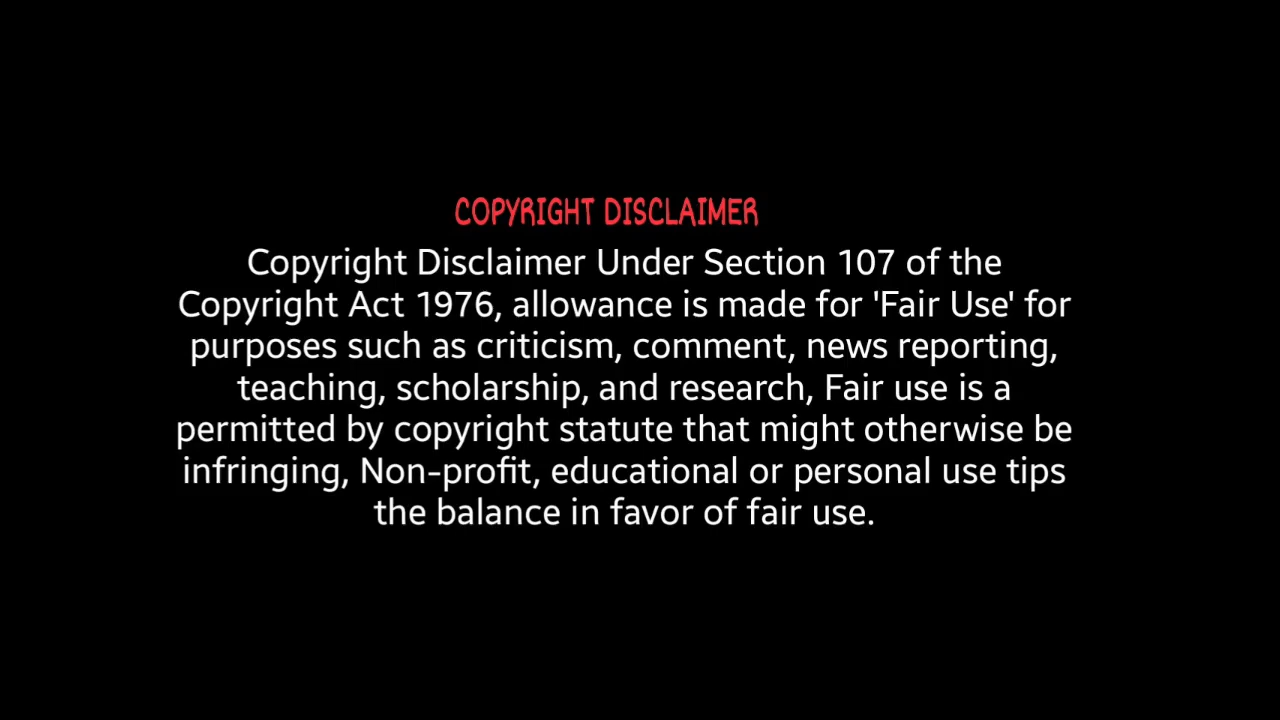 COPYRIGHT DISCLAIMER
Copyright Disclaimer Under Section 107 of the
Copyright Act 1976, allowance is made for 'Fair Use' for
purposes such as criticism, comment, news reporting,
teaching, scholarship, and research, Fair use is a
permitted by copyright statute that might otherwise be
infringing, Non-profit, educational or personal use tips
the balance in favor of fair use.